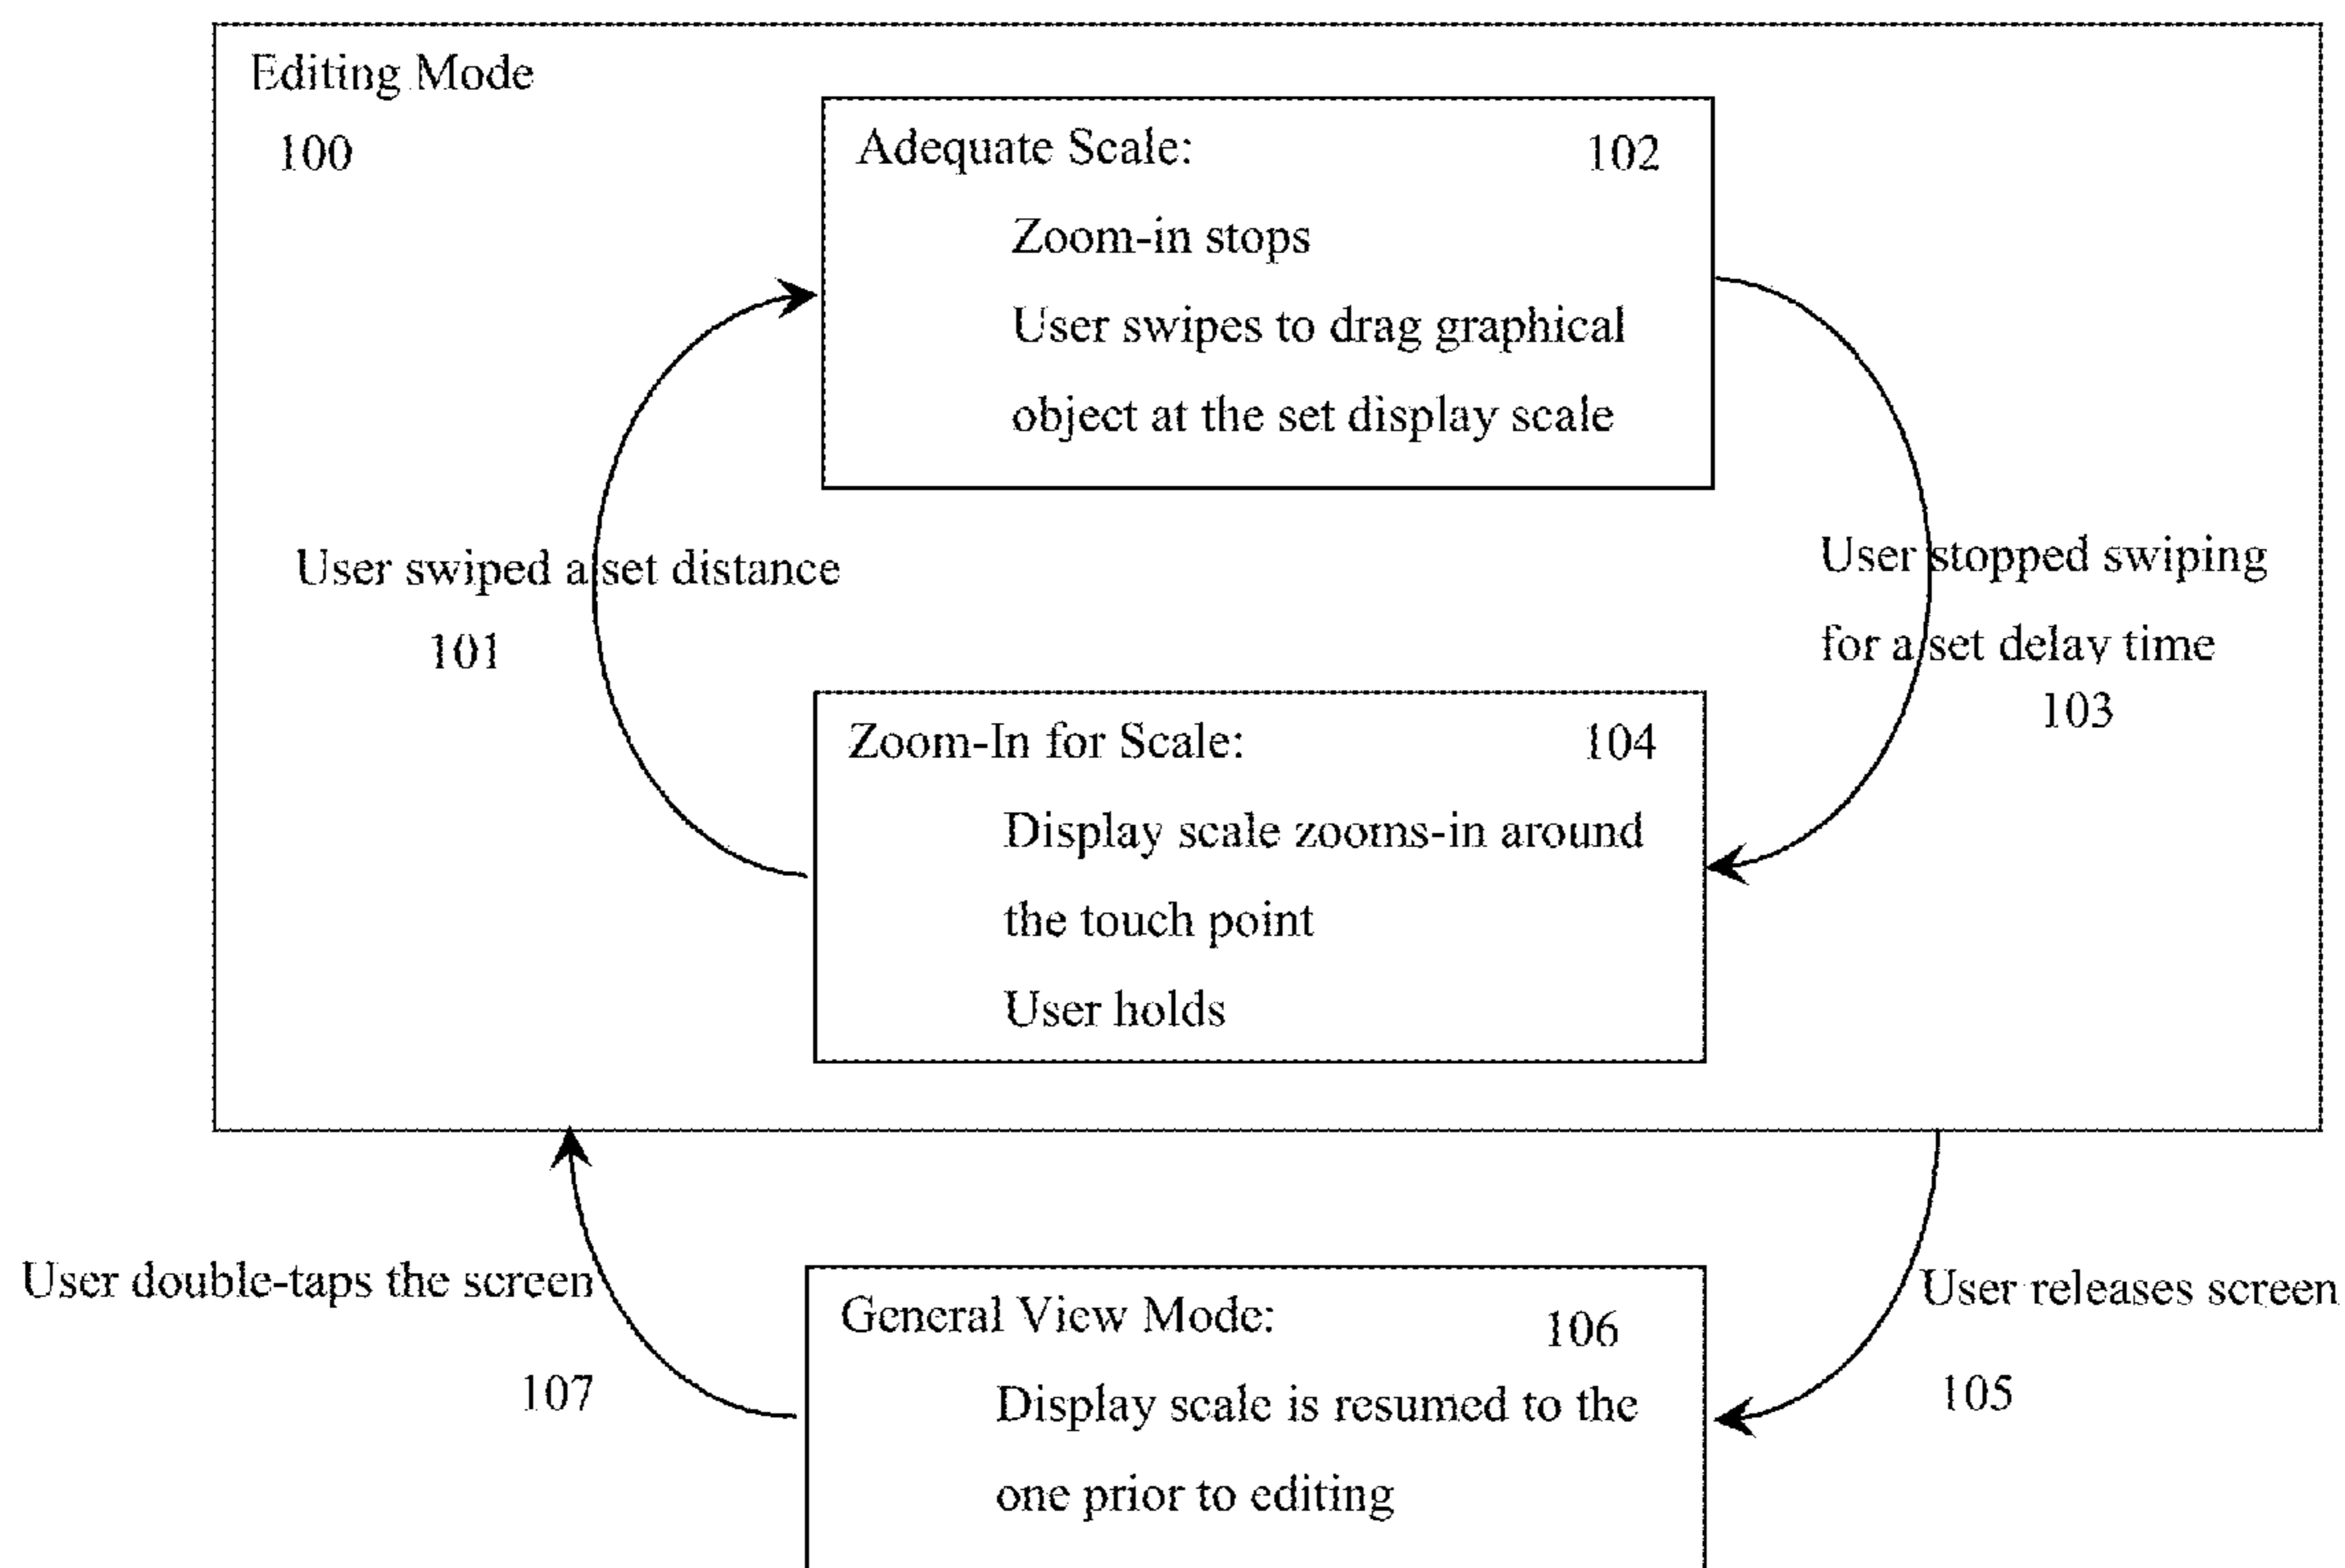 Editing Mode
100
Adequate Scale:
102
Zoom-in stops
User swipes to drag graphical
object at the set display scale
User swiped a set distance
101
User stopped swiping
for a set delay time
103
Zoom-In for Scale:
104
Display scale zooms-in around
the touch point
User holds
User double-taps the screen
107
User releases screen
105
General View Mode:
106
Display scale is resumed to the
one prior to editing